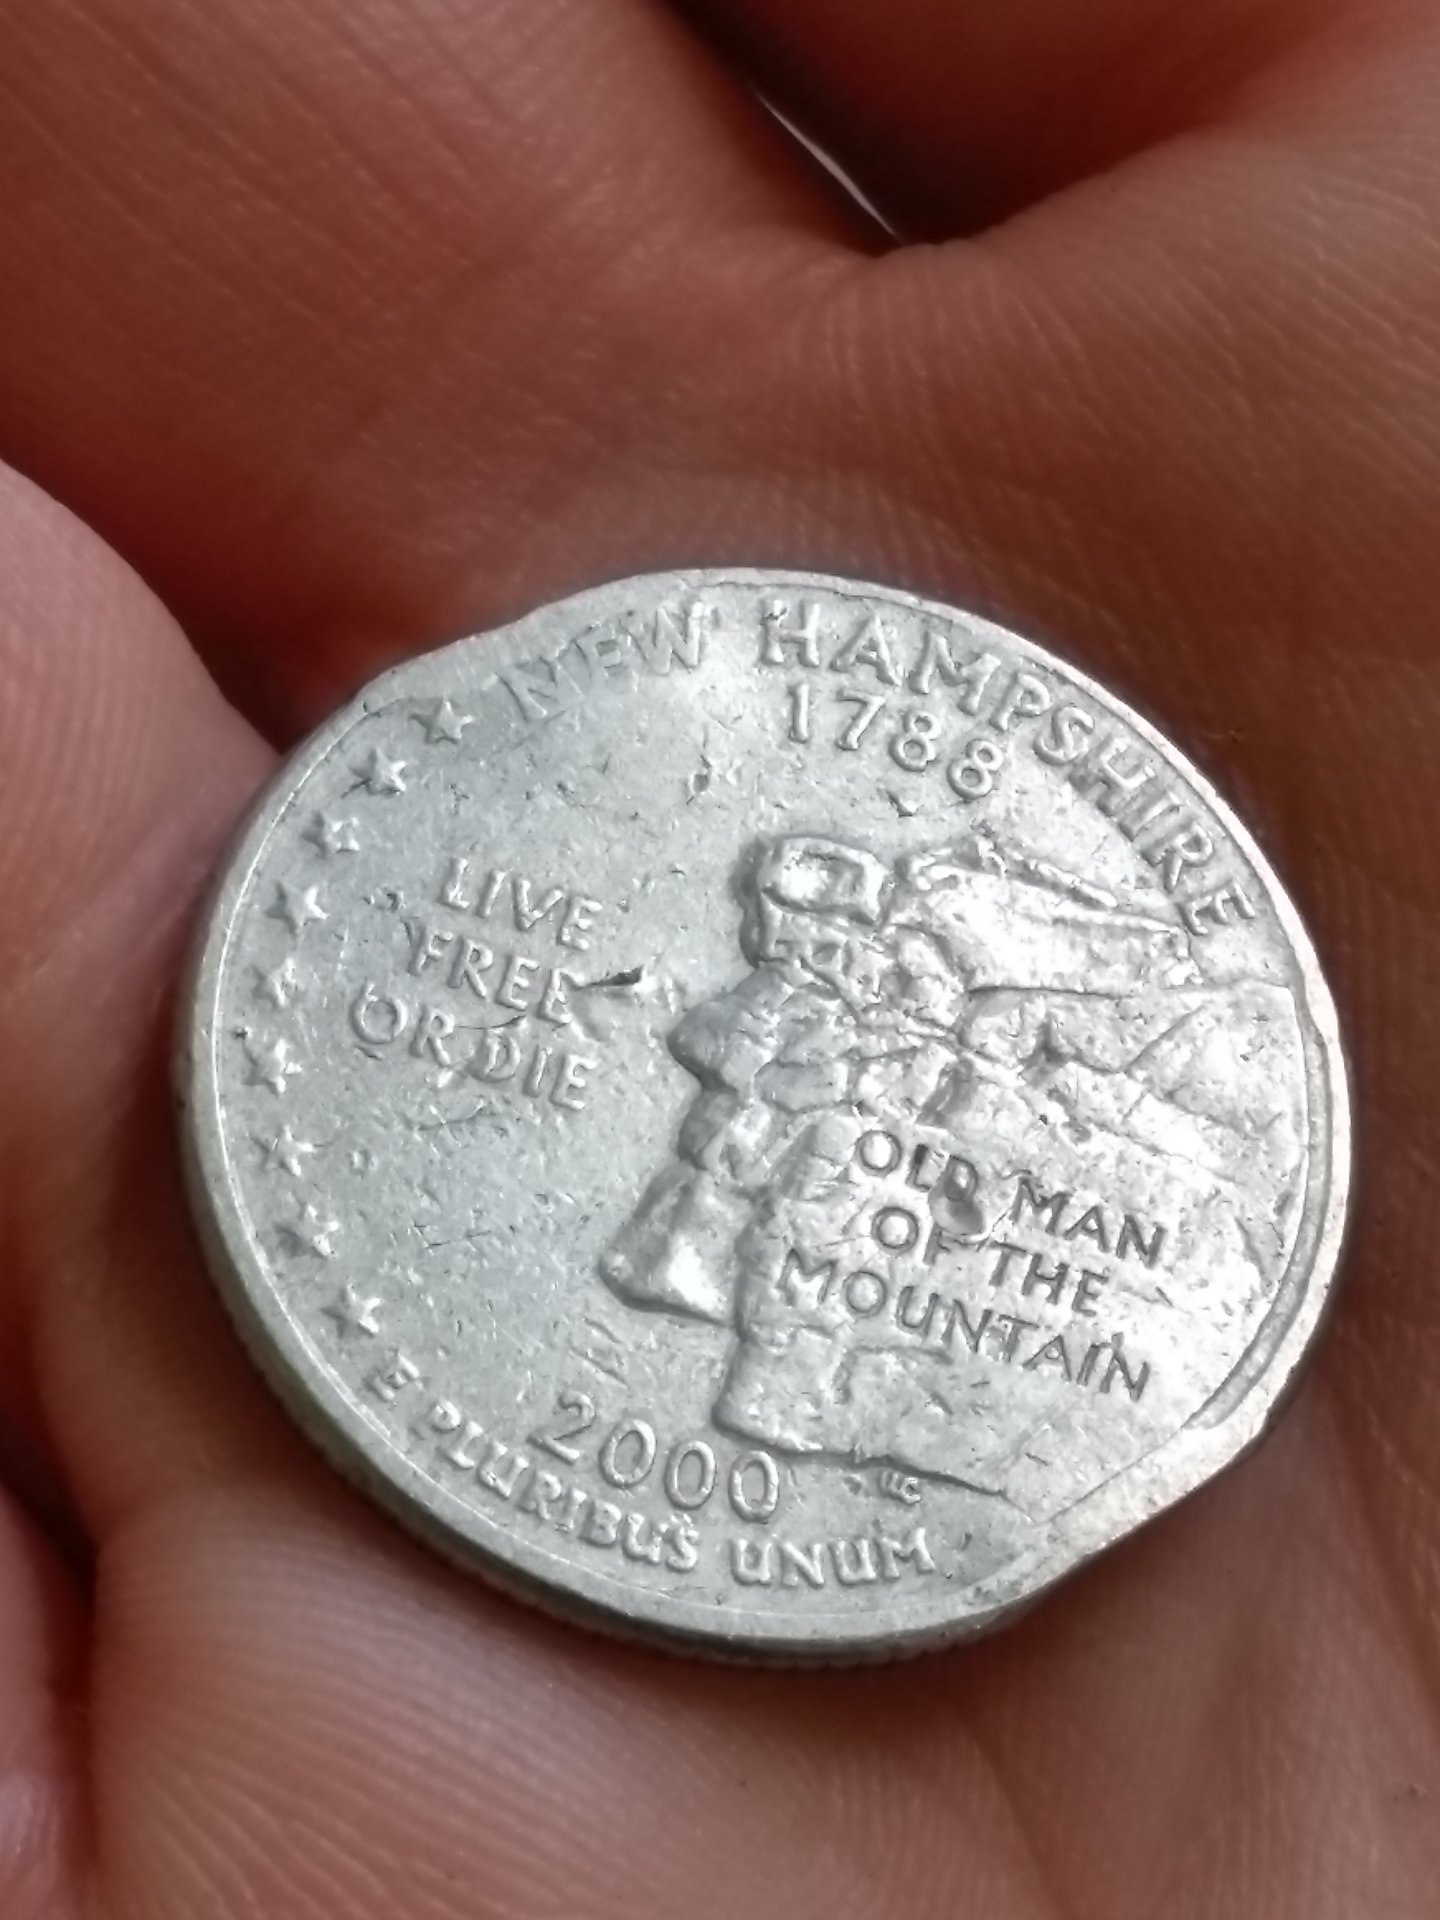 NEW HAMPSHIRE
1788
LIVE
FREE
OR DIE
OLD MAN
OF THE
MOUNTAIN
2000
E PLURIBUS UNUM